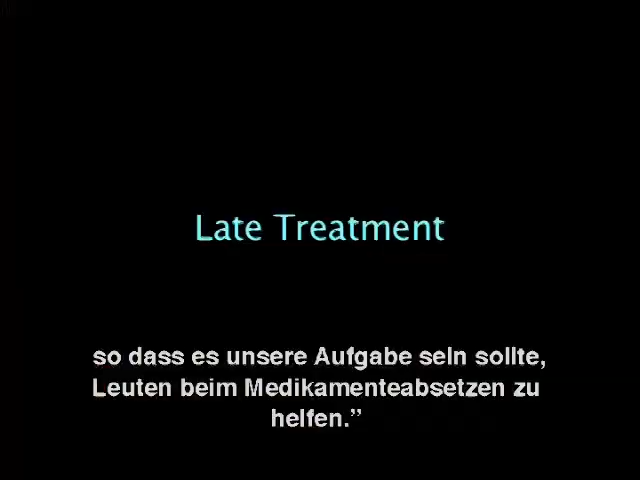 Late Treatment
so dass es unsere Aufgabe sein sollte,
Leuten beim Medikamenteabsetzen zu
helfen.”